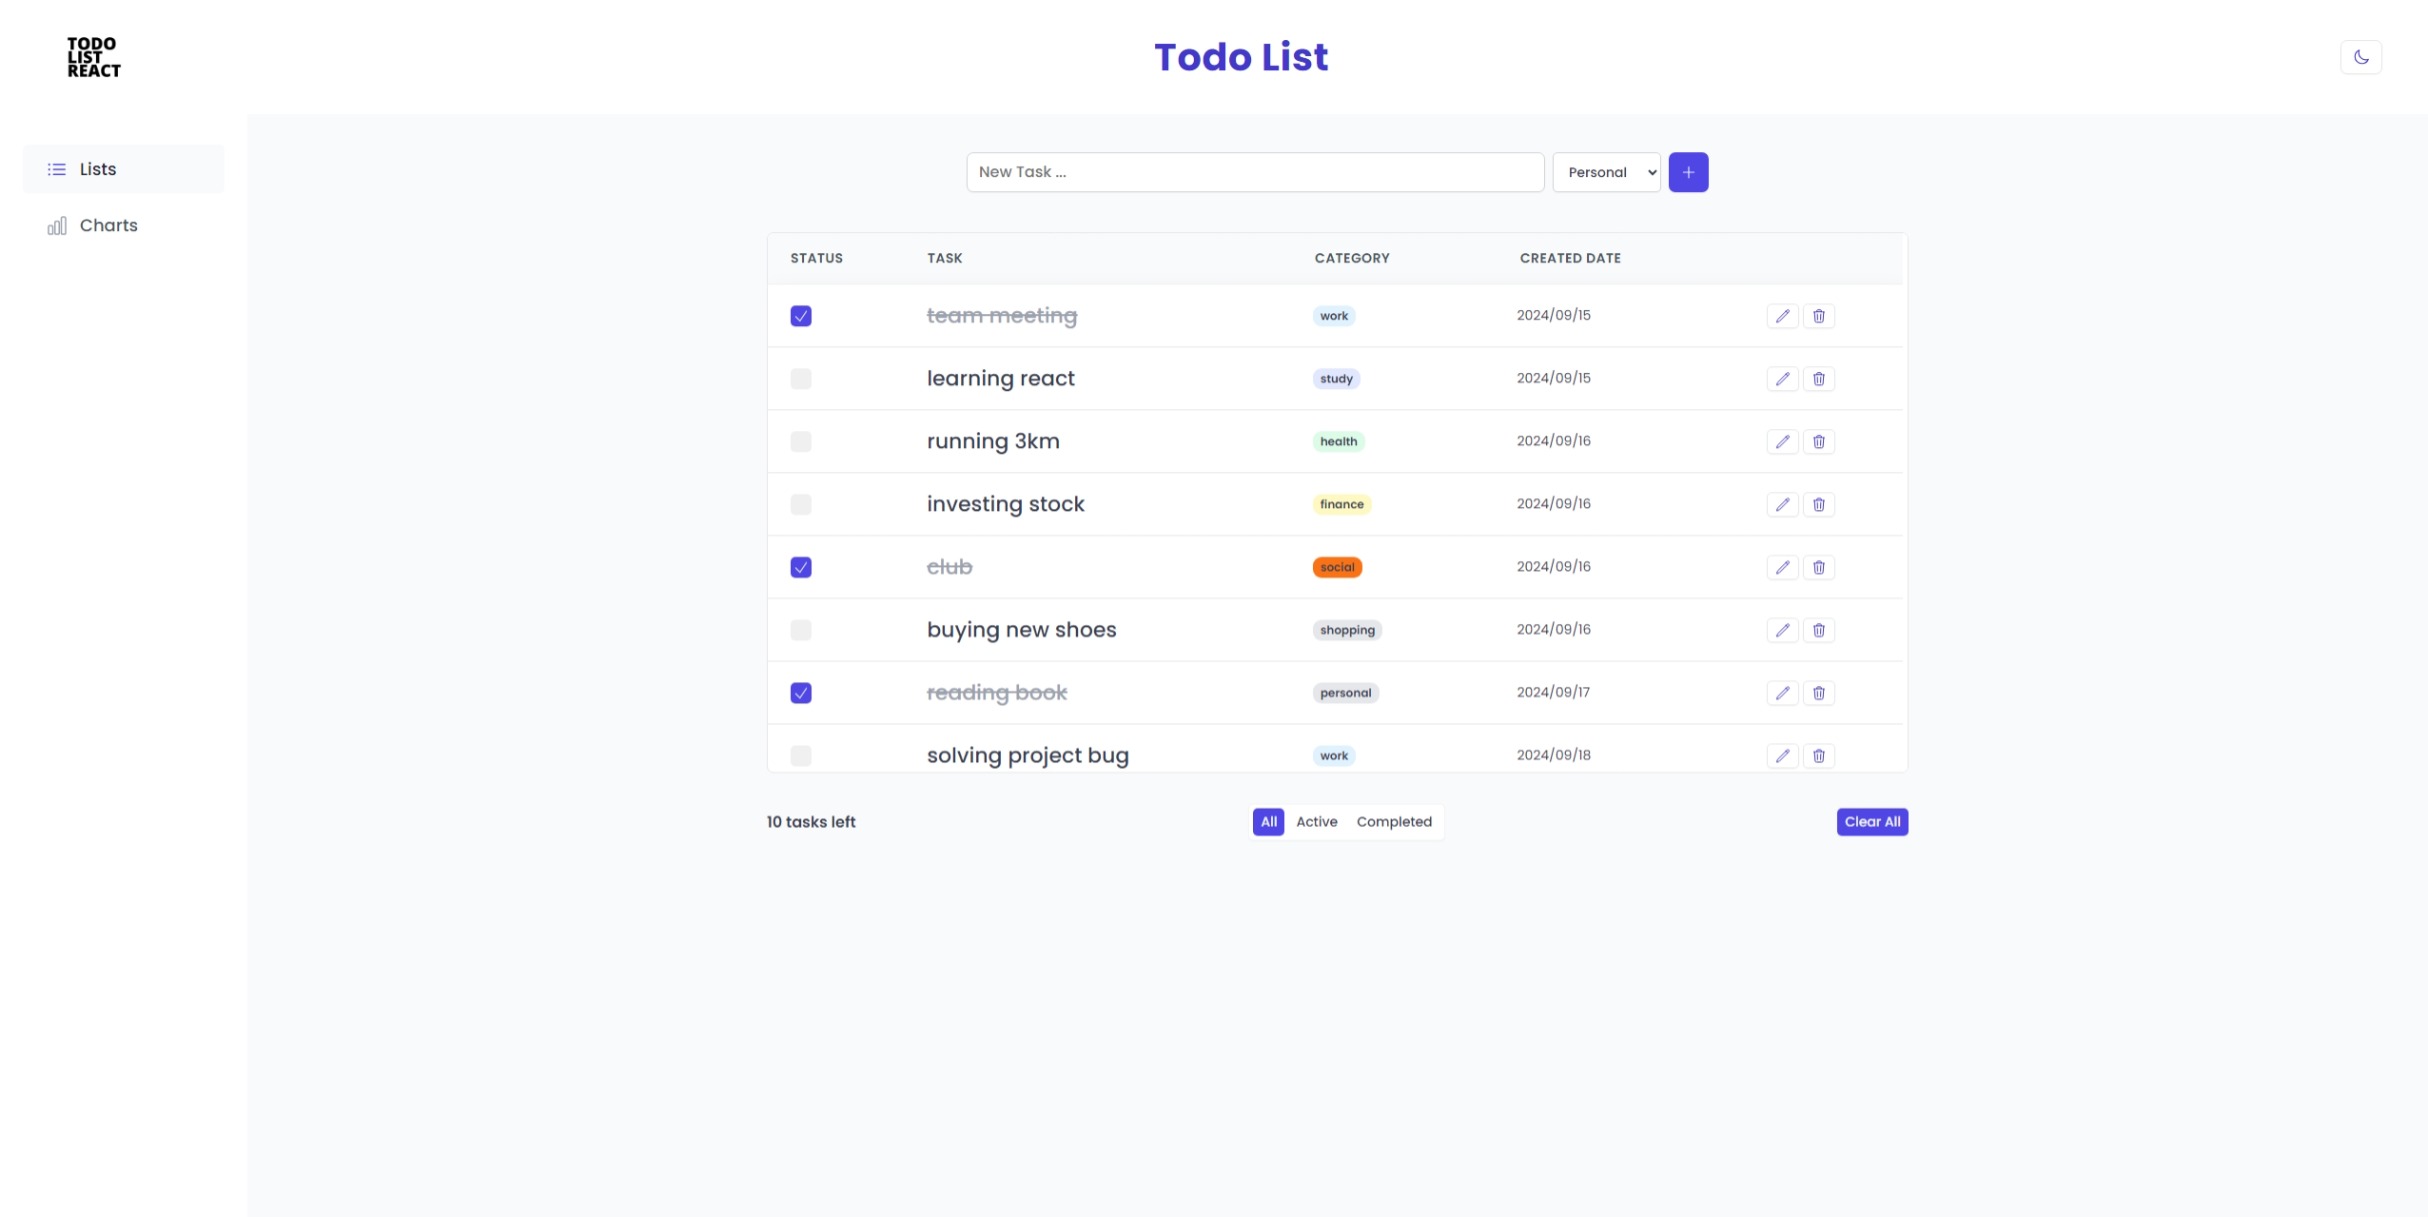 TODO
LIST
REACT
Todo List
Lists
Charts
New Task ...
Personal
STATUS TASK CATEGORY CREATED DATE
team meeting work 2024/09/15
learning react study 2024/09/15
running 3km health 2024/09/16
investing stock finance 2024/09/16
club social 2024/09/16
buying new shoes shopping 2024/09/16
reading book personal 2024/09/17
solving project bug work 2024/09/18
10 tasks left All Active Completed Clear All